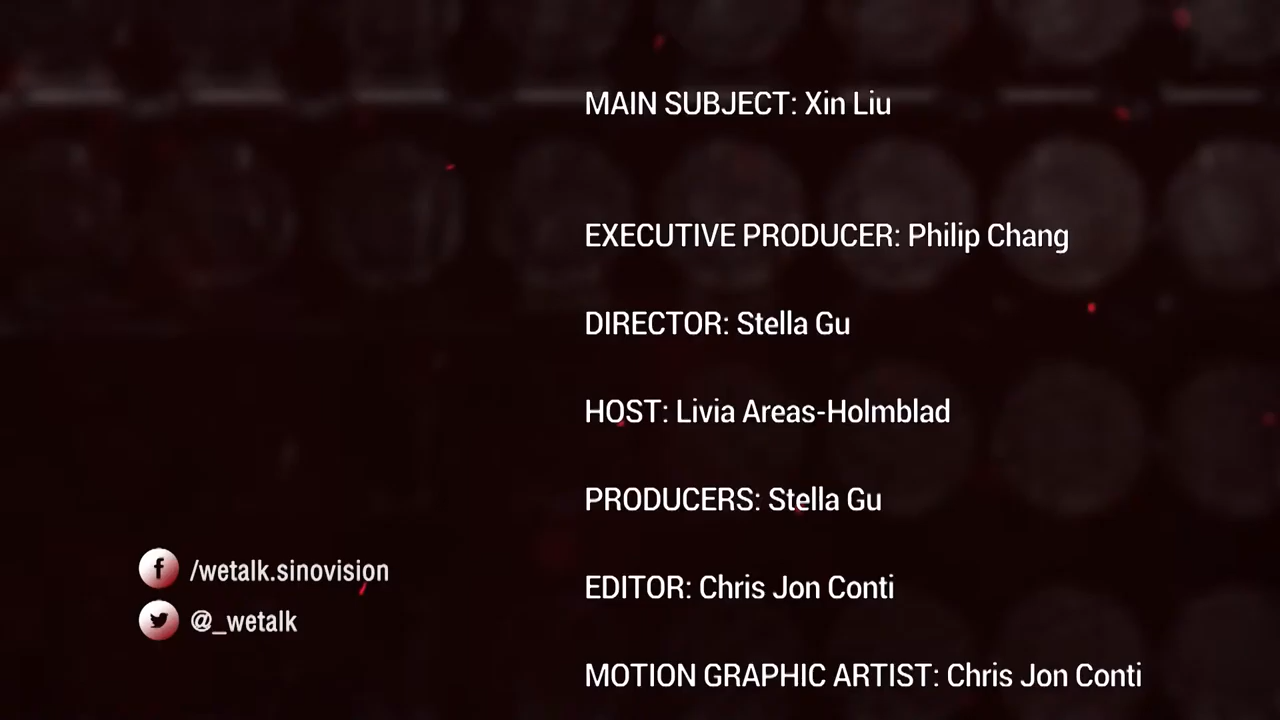 MAIN SUBJECT: Xin Liu
EXECUTIVE PRODUCER: Philip Chang
DIRECTOR: Stella Gu
HOST: Livia Areas-Holmblad
PRODUCERS: Stella Gu
EDITOR: Chris Jon Conti
MOTION GRAPHIC ARTIST: Chris Jon Conti
/wetalk.sinovision
@_wetalk